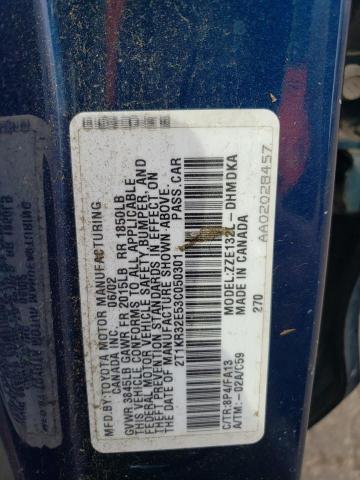 MFD.BY:TOYOTA MOTOR MANUFACTURING
CANADA INC. 06/02
GVWR 3845LB GAWR FR 2015LB RR 1850LB
THIS VEHICLE CONFORMS TO ALL APPLICABLE
FEDERAL MOTOR VEHICLE SAFETY, BUMPER, AND
THEFT PREVENTION STANDARDS IN EFFECT ON
THE DATE OF MANUFACTURE SHOWN ABOVE.
2T1KR32E53C050301 PASS.CAR
C/TR:8P4/FA13 MODEL:ZZE132L-DHMDKA
A/TM:-02A/C59 MADE IN CANADA
270
AA02028457